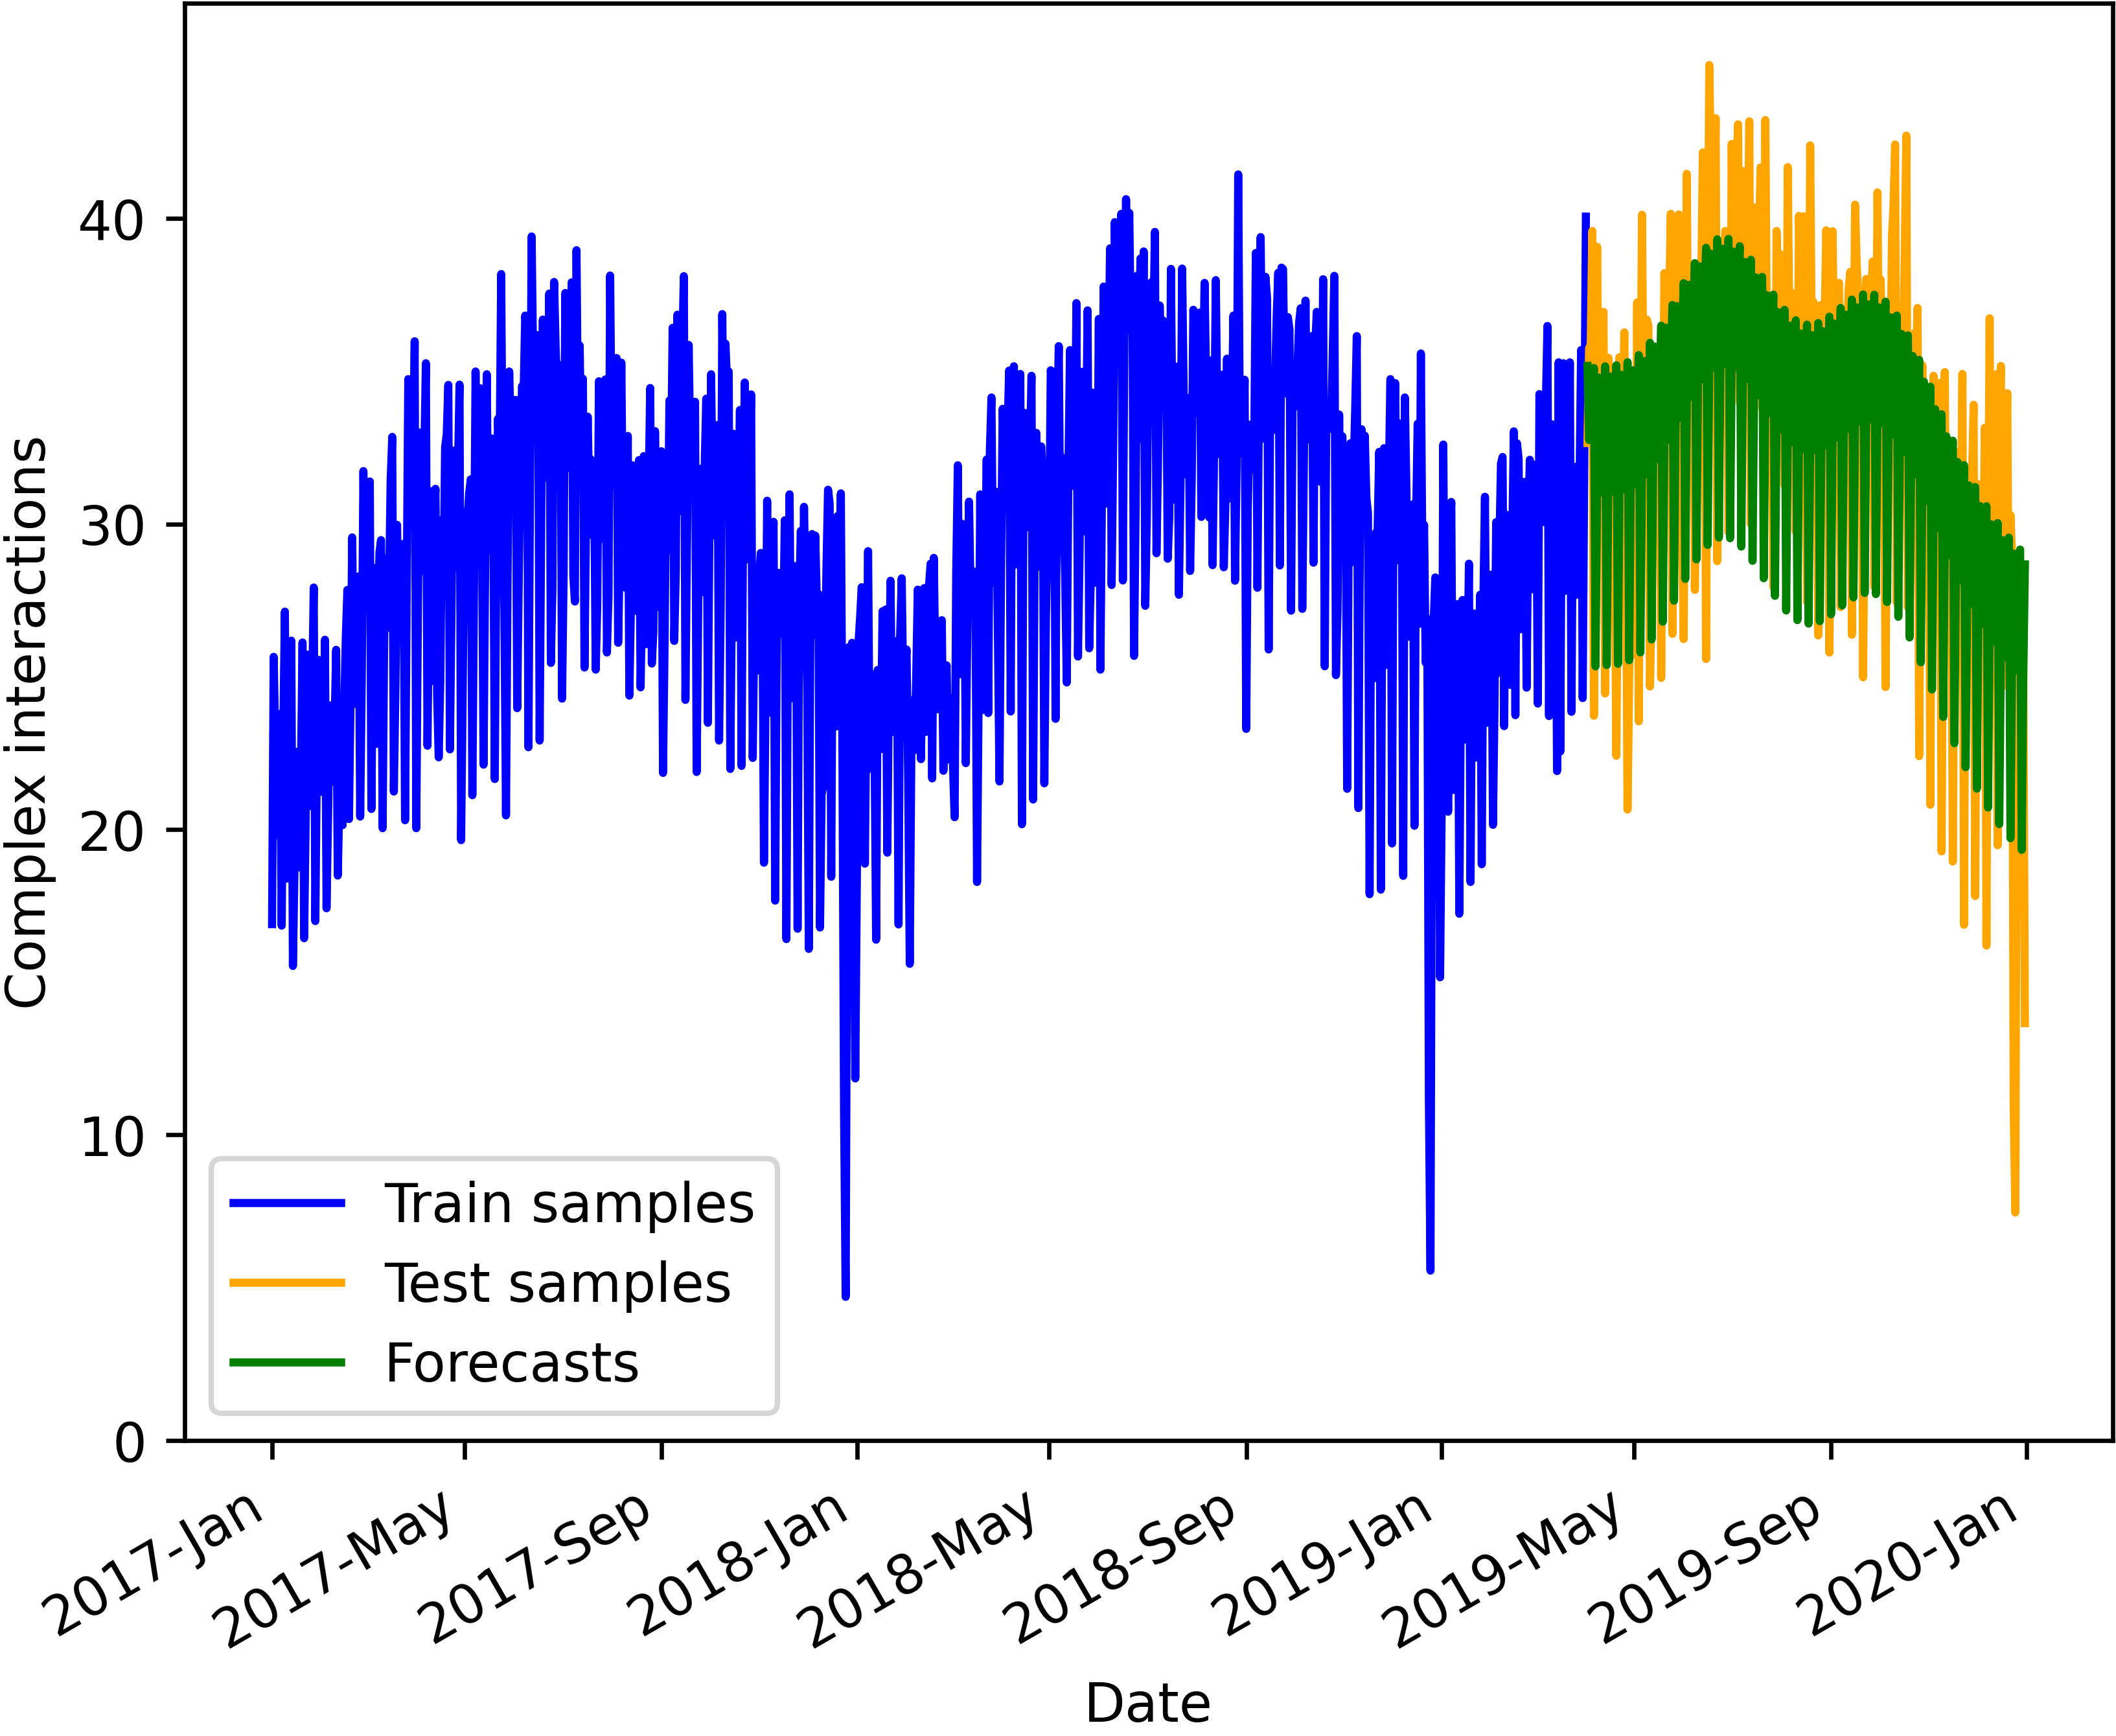 Complex interactions
40
30
20
10
0
Train samples
Test samples
Forecasts
2017-Jan
2017-May
2017-Sep
2018-Jan
2018-May
2018-Sep
2019-Jan
2019-May
2019-Sep
2020-Jan
Date